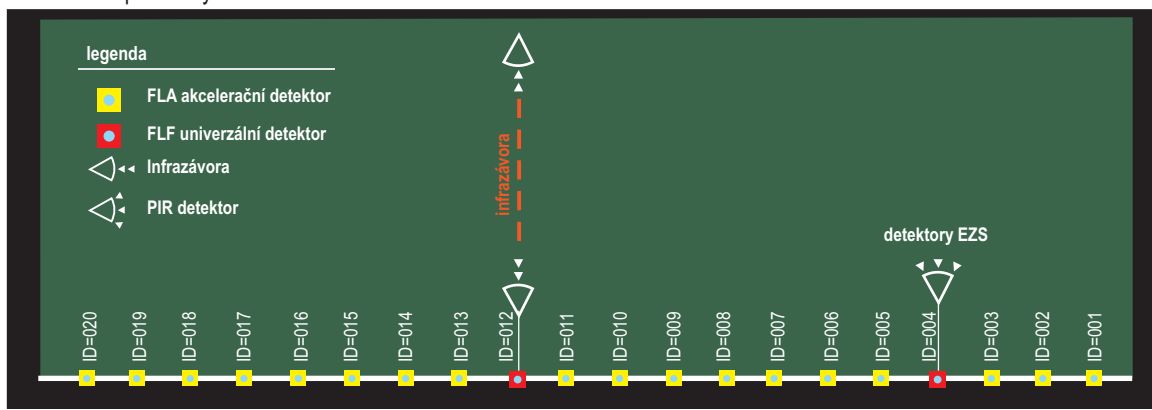 legenda
FLA akcelerační detektor
FLF univerzální detektor
Infrazávora
PIR detektor
infrazávora
detektory EZS
ID=020
ID=019
ID=018
ID=017
ID=016
ID=015
ID=014
ID=013
ID=012
ID=011
ID=010
ID=009
ID=008
ID=007
ID=006
ID=005
ID=004
ID=003
ID=002
ID=001